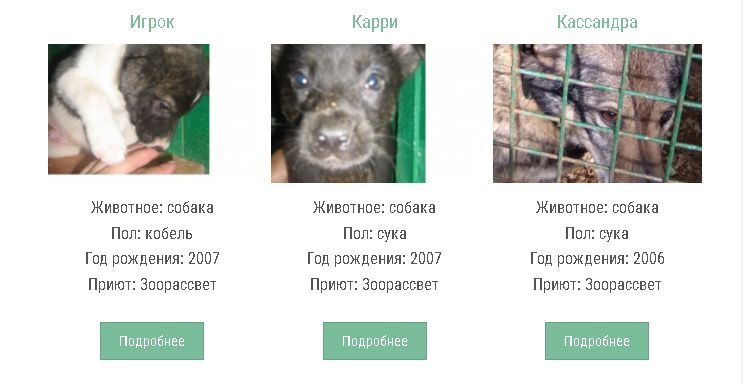 Игрок
Карри
Кассандра
Животное: собака
Пол: кобель
Год рождения: 2007
Приют: Зоорассвет
Животное: собака
Пол: сука
Год рождения: 2007
Приют: Зоорассвет
Животное: собака
Пол: сука
Год рождения: 2006
Приют: Зоорассвет
Подробнее
Подробнее
Подробнее